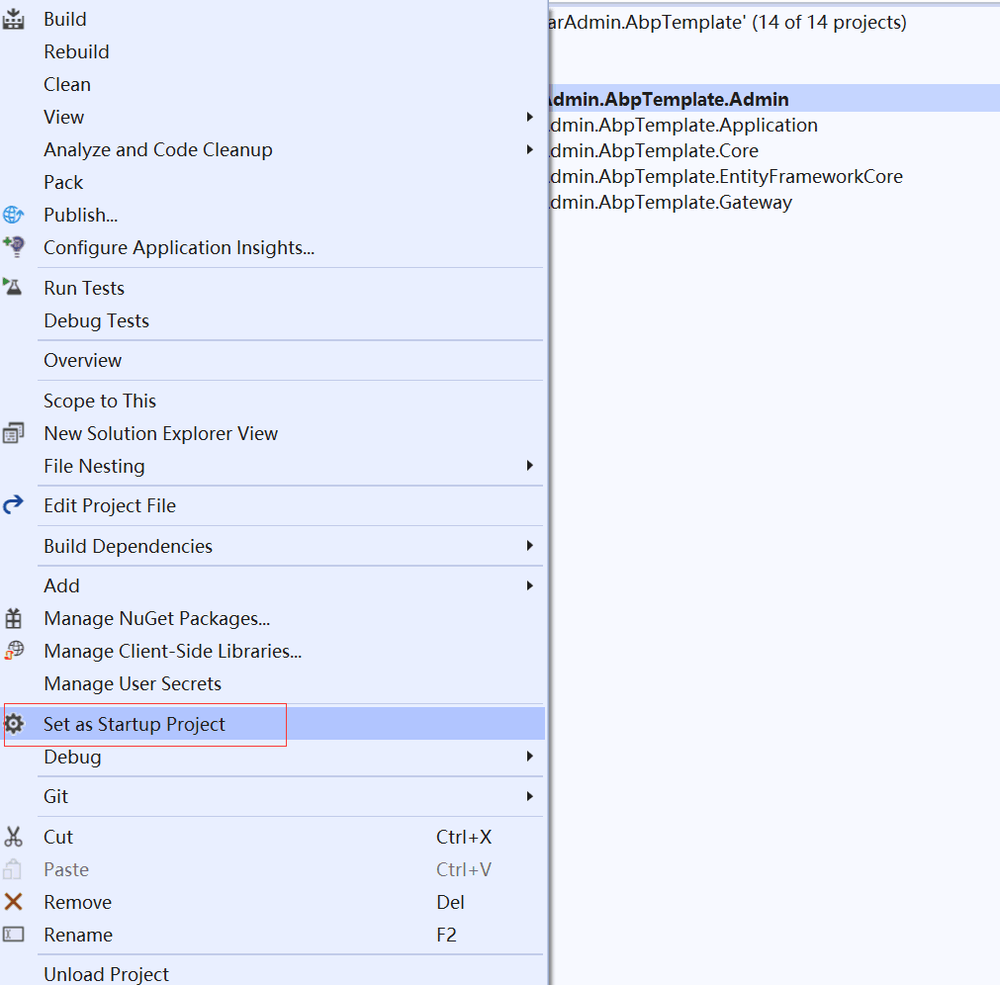 Build
Rebuild
Clean
View
Analyze and Code Cleanup
Pack
Publish...
Configure Application Insights...
Run Tests
Debug Tests
Overview
Scope to This
New Solution Explorer View
File Nesting
Edit Project File
Build Dependencies
Add
Manage NuGet Packages...
Manage Client-Side Libraries...
Manage User Secrets
Set as Startup Project
Debug
Git
Cut Ctrl+X
Paste Ctrl+V
Remove Del
Rename F2
Unload Project
arAdmin.AbpTemplate' (14 of 14 projects)
Admin.AbpTemplate.Admin
dmin.AbpTemplate.Application
dmin.AbpTemplate.Core
dmin.AbpTemplate.EntityFrameworkCore
dmin.AbpTemplate.Gateway